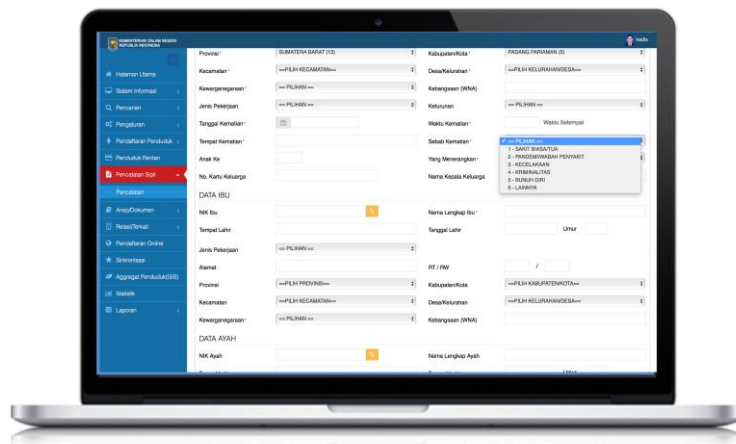 KEMENTERIAN DALAM NEGERI
REPUBLIK INDONESIA
Halaman Utama
Sistem Informasi
Pencarian
Pengaturan
Pendaftaran Penduduk
Penduduk Rentan
Pencatatan Sipil
Pencatatan
Arsip/Dokumen
Relasi/Terkait
Pendaftaran Online
Sinkronisasi
Aggregat Penduduk(GIS)
Statistik
Laporan
Provinsi* SUMATERA BARAT (13) Kabupaten/Kota* PADANG PARIAMAN (5)
Kecamatan* ==PILIH KECAMATAN== Desa/Kelurahan* ==PILIH KELURAHAN/DESA==
Kewarganegaraan* == PILIHAN == Kebangsaan (WNA)
Jenis Pekerjaan == PILIHAN == Keturunan == PILIHAN ==
Tanggal Kematian* Waktu Kematian* Waktu Setempat
Tempat Kematian* Sebab Kematian* == PILIHAN ==
1 - SAKIT BIASA/TUA
2 - PANDEMI/WABAH PENYAKIT
3 - KECELAKAAN
4 - KRIMINALITAS
5 - BUNUH DIRI
6 - LAINNYA
Anak Ke Yang Menerangkan*
No. Kartu Keluarga Nama Kepala Keluarga
DATA IBU
NIK Ibu Nama Lengkap Ibu*
Tempat Lahir Tanggal Lahir Umur
Jenis Pekerjaan == PILIHAN ==
Alamat RT / RW /
Provinsi ==PILIH PROVINSI== Kabupaten/Kota ==PILIH KABUPATEN/KOTA==
Kecamatan ==PILIH KECAMATAN== Desa/Kelurahan ==PILIH KELURAHAN/DESA==
Kewarganegaraan* == PILIHAN == Kebangsaan (WNA)
DATA AYAH
NIK Ayah Nama Lengkap Ayah